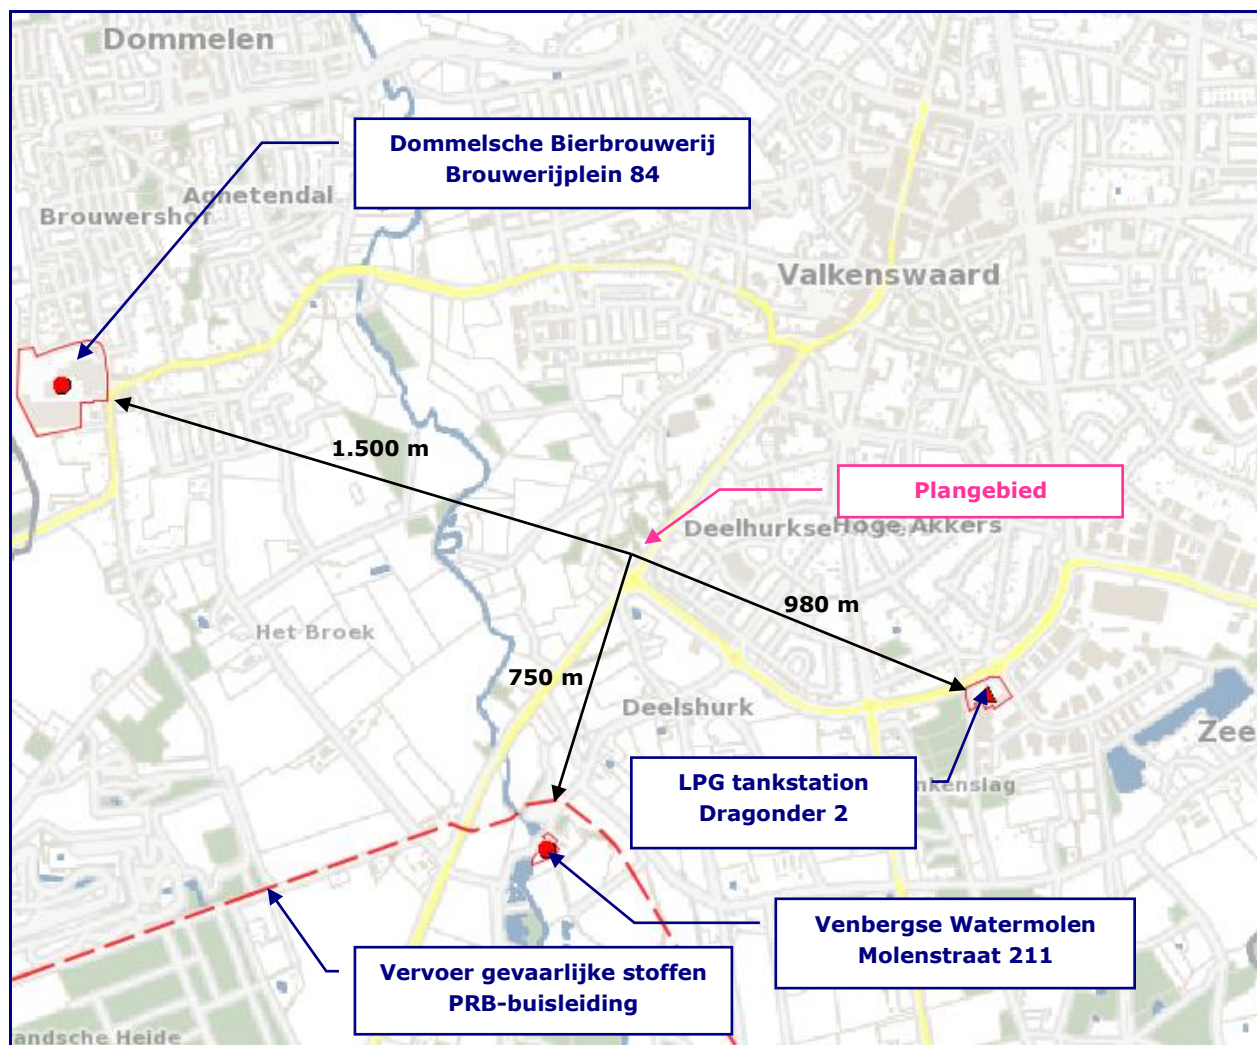 Dommelen
Dommelsche Bierbrouwerij
Brouwerijplein 84
Agnetendal
Brouwershof
Valkenswaard
1.500 m
Plangebied
Deelhurkse
Hoge Akkers
980 m
Het Broek
750 m
Deelshurk
Zee
LPG tankstation
Dragonder 2
nkenslag
Venbergse Watermolen
Molenstraat 211
Vervoer gevaarlijke stoffen
PRB-buisleiding
andsche Heide